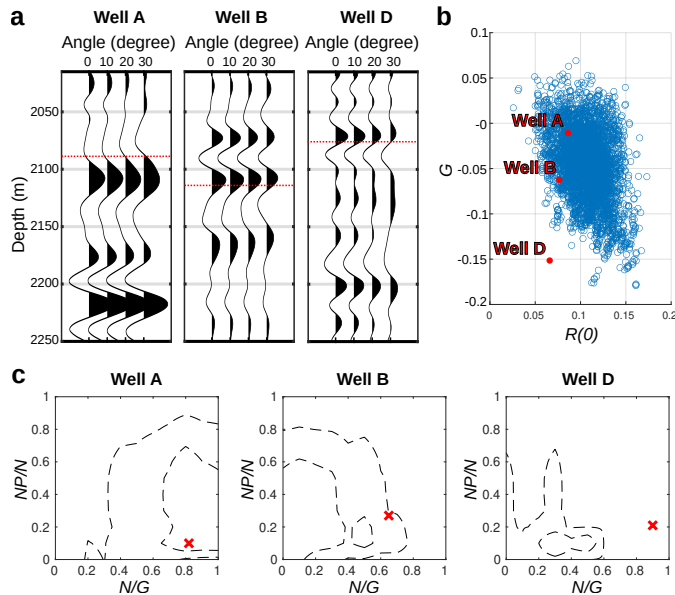 a
Well A Well B Well D
Angle (degree) Angle (degree) Angle (degree)
0 10 20 30 0 10 20 30 0 10 20 30
Depth (m)
2050
2100
2150
2200
2250
b
0.1
0.05
-0
-0.05
-0.1
-0.15
-0.2
G
Well A
Well B
Well D
0 0.05 0.1 0.15 0.2
R(0)
c
Well A Well B Well D
NP/N NP/N NP/N
1 1 1
0.8 0.8 0.8
0.6 0.6 0.6
0.4 0.4 0.4
0.2 0.2 0.2
0 0 0
0 0.2 0.4 0.6 0.8 1 0 0.2 0.4 0.6 0.8 1 0 0.2 0.4 0.6 0.8 1
N/G N/G N/G